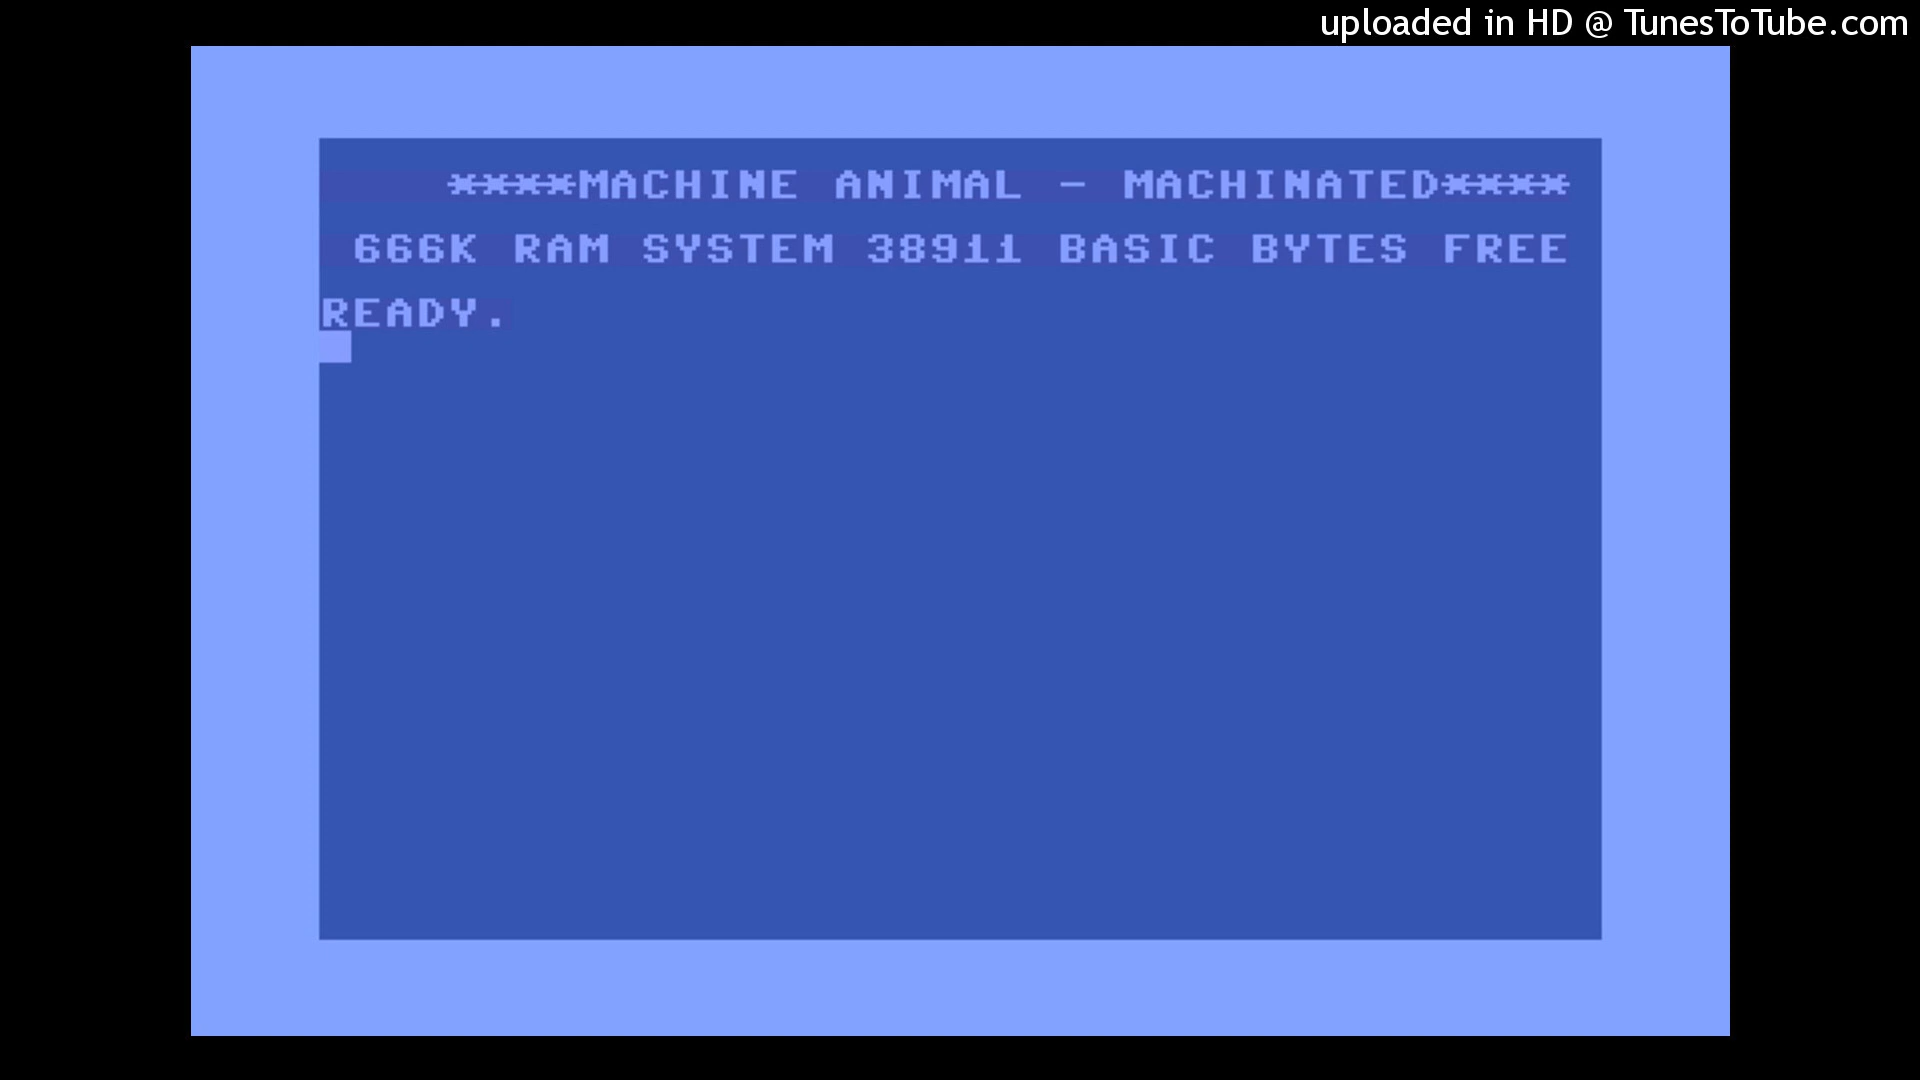 uploaded in HD @ TunesToTube.com
****MACHINE ANIMAL - MACHINATED****
666K RAM SYSTEM 38911 BASIC BYTES FREE
READY.